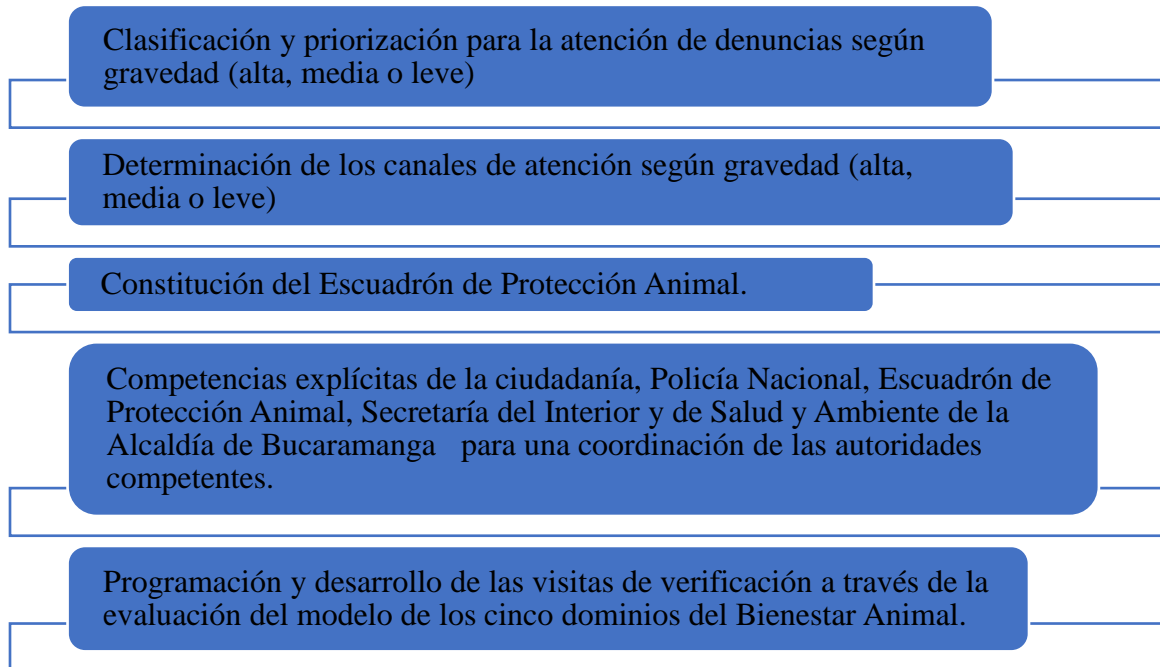 Clasificación y priorización para la atención de denuncias según
gravedad (alta, media o leve)
Determinación de los canales de atención según gravedad (alta,
media o leve)
Constitución del Escuadrón de Protección Animal.
Competencias explícitas de la ciudadanía, Policía Nacional, Escuadrón de
Protección Animal, Secretaría del Interior y de Salud y Ambiente de la
Alcaldía de Bucaramanga   para una coordinación de las autoridades
competentes.
Programación y desarrollo de las visitas de verificación a través de la
evaluación del modelo de los cinco dominios del Bienestar Animal.